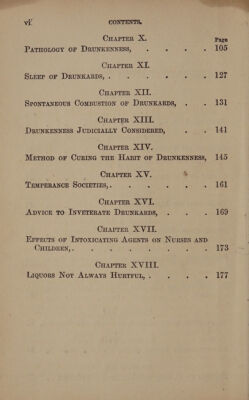 vi CONTENTS.
CHAPTER X. PAGE
PATHOLOGY OF DRUNKENNESS, . . . . 105
CHAPTER XI.
SLEEP OF DRUNKARDS, . . . . . . 127
CHAPTER XII.
SPONTANEOUS COMBUSTION OF DRUNKARDS, . . 131
CHAPTER XIII.
DRUNKENNESS JUDICIALLY CONSIDERED, . . 141
CHAPTER XIV.
METHOD OF CURING THE HABIT OF DRUNKENNESS, 145
CHAPTER XV.
TEMPERANCE SOCIETIES, . . . . . . 161
CHAPTER XVI.
ADVICE TO INVETERATE DRUNKARDS, . . . 169
CHAPTER XVII.
EFFECTS OF INTOXICATING AGENTS ON NURSES AND
CHILDREN, . . . . . . . . 173
CHAPTER XVIII.
LIQUORS NOT ALWAYS HURTFUL, . . . . 177